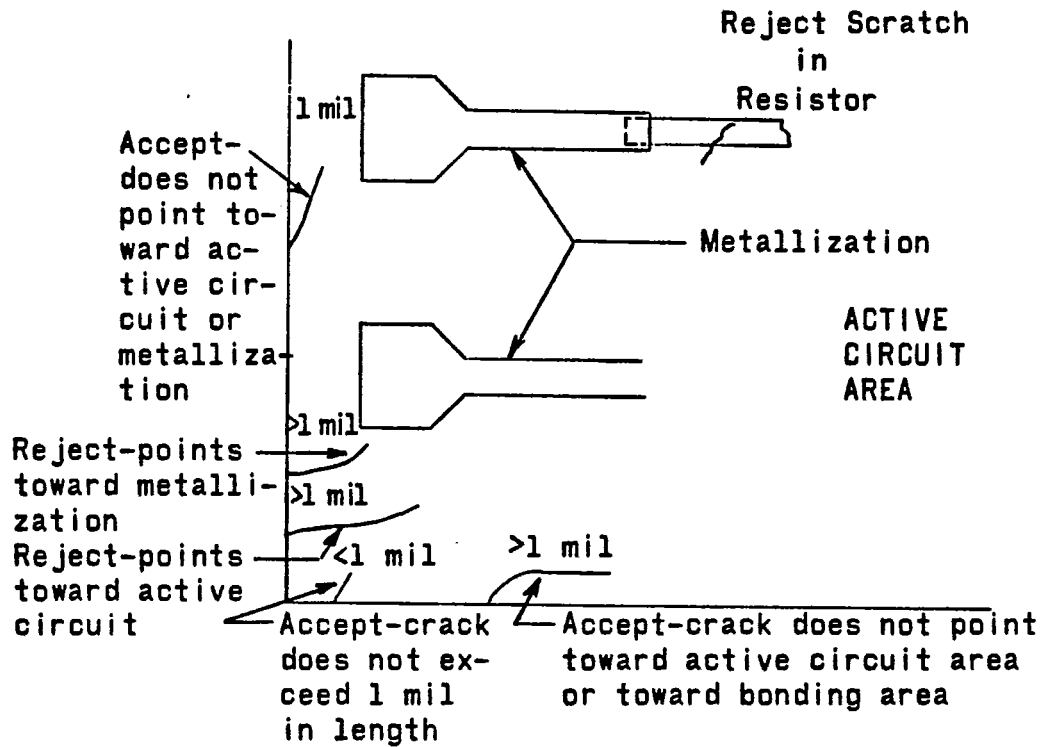 Reject Scratch
in
Resistor
1 mil
Accept-
does not
point to-
ward ac-
tive cir-
cuit or
metalliza-
tion
Metallization
ACTIVE
CIRCUIT
AREA
>1 mil
Reject-points
toward metalli-
zation
>1 mil
Reject-points
toward active
circuit
<1 mil
>1 mil
Accept-crack
does not ex-
ceed 1 mil
in length
Accept-crack does not point
toward active circuit area
or toward bonding area